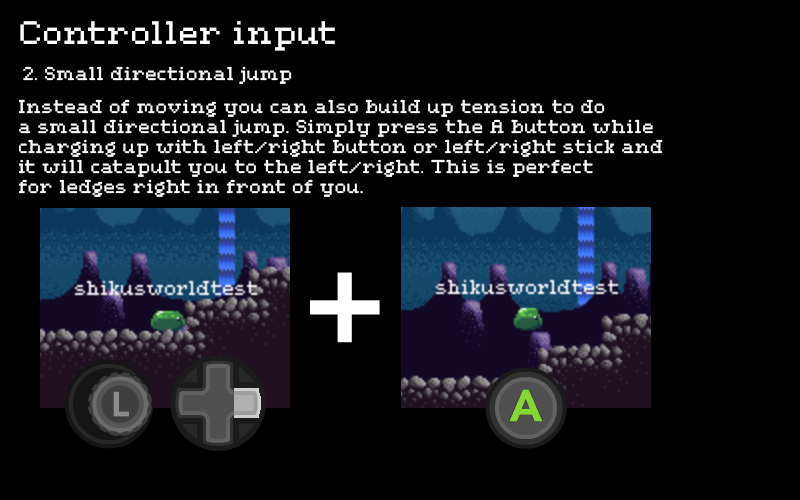 Controller input
2. Small directional jump
Instead of moving you can also build up tension to do
a small directional jump. Simply press the A button while
charging up with left/right button or left/right stick and
it will catapult you to the left/right. This is perfect
for ledges right in front of you.
shikusworldtest
shikusworldtest
L
A